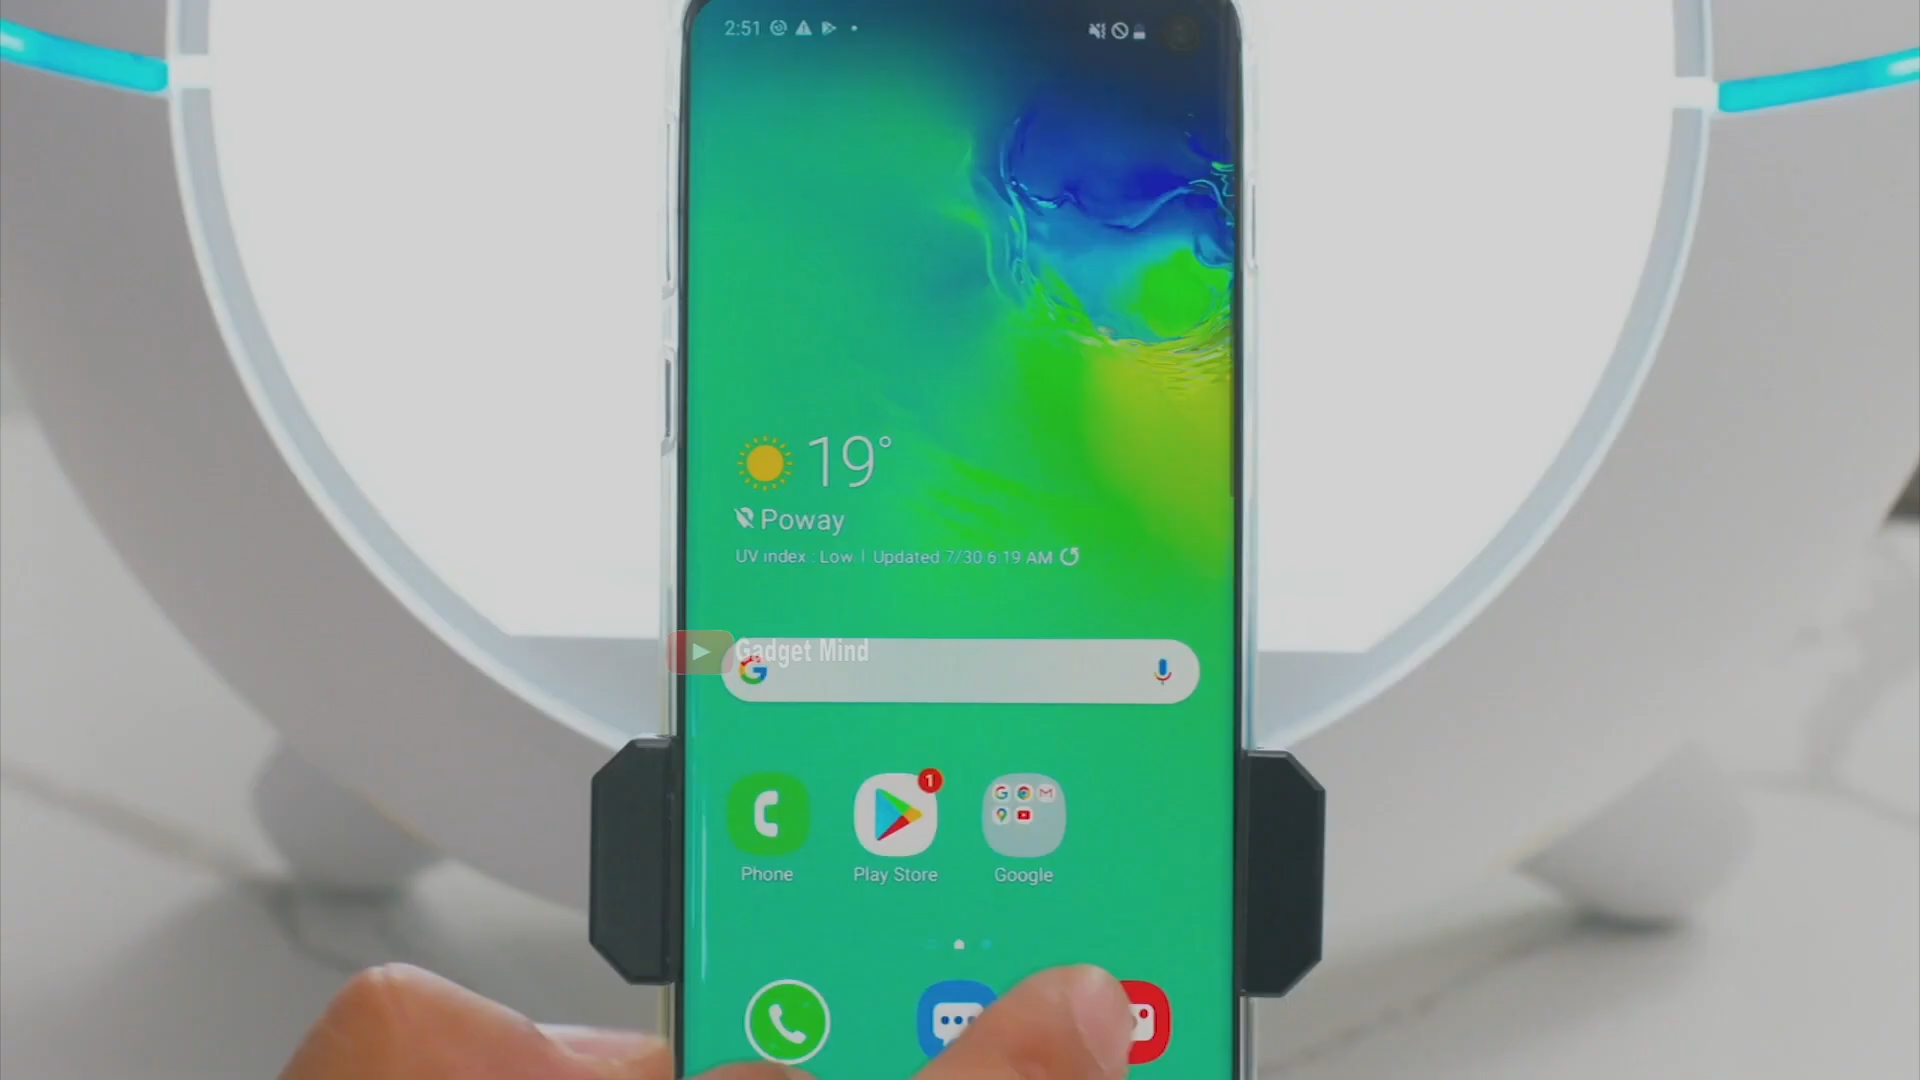 2:51
19°
Poway
UV index : Low | Updated 7/30 6:19 AM
Gadget Mind
1
Phone
Play Store
Google